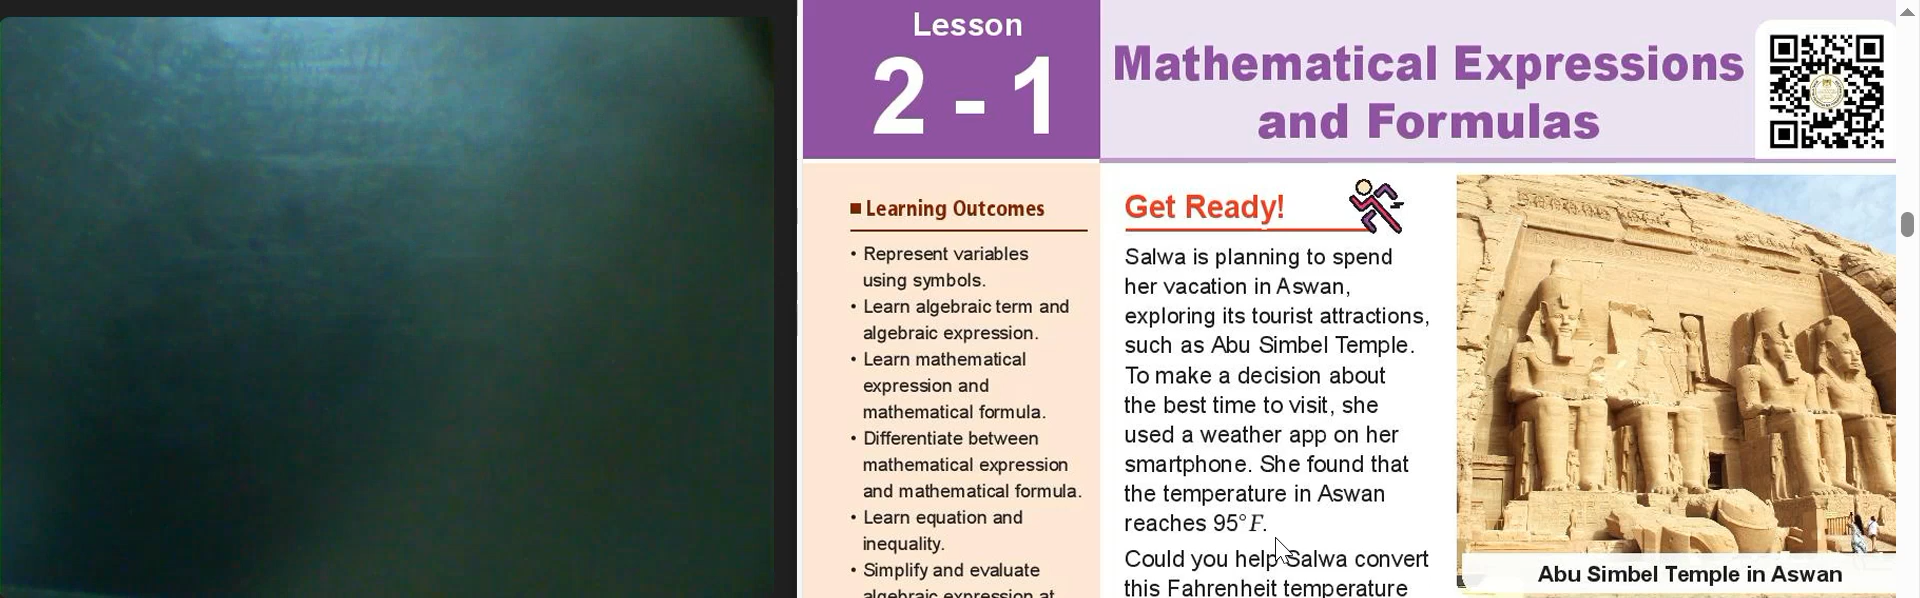 Lesson
2 - 1
Mathematical Expressions
and Formulas
Learning Outcomes
• Represent variables
using symbols.
• Learn algebraic term and
algebraic expression.
• Learn mathematical
expression and
mathematical formula.
• Differentiate between
mathematical expression
and mathematical formula.
• Learn equation and
inequality.
• Simplify and evaluate
algebraic expression at
Get Ready!
Salwa is planning to spend
her vacation in Aswan,
exploring its tourist attractions,
such as Abu Simbel Temple.
To make a decision about
the best time to visit, she
used a weather app on her
smartphone. She found that
the temperature in Aswan
reaches 95°F.
Could you help Salwa convert
this Fahrenheit temperature
Abu Simbel Temple in Aswan